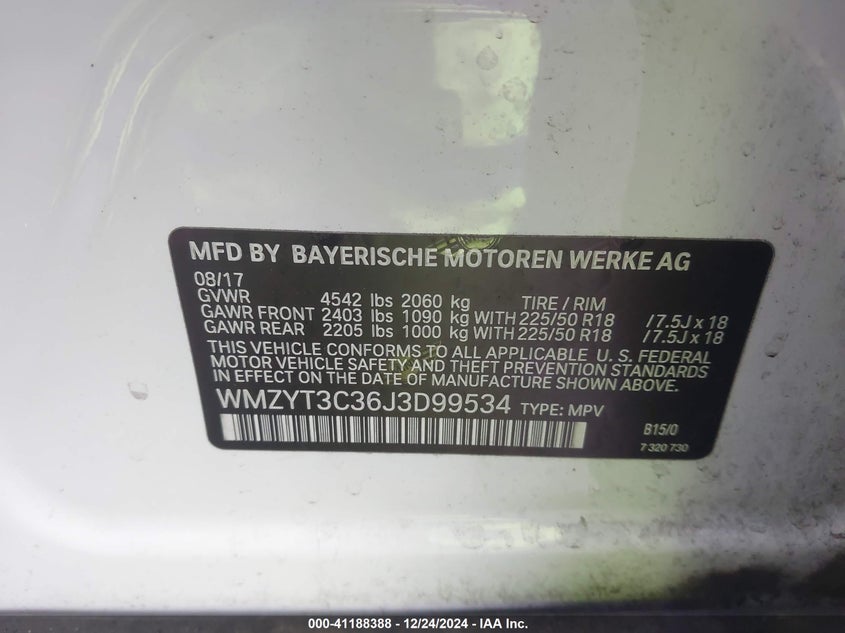 MFD BY BAYERISCHE MOTOREN WERKE AG
08/17
GVWR 4542 lbs 2060 kg TIRE / RIM
GAWR FRONT 2403 lbs 1090 kg WITH 225/50 R18 /7.5J x 18
GAWR REAR 2205 lbs 1000 kg WITH 225/50 R18 /7.5J x 18
THIS VEHICLE CONFORMS TO ALL APPLICABLE U. S. FEDERAL
MOTOR VEHICLE SAFETY AND THEFT PREVENTION STANDARDS
IN EFFECT ON THE DATE OF MANUFACTURE SHOWN ABOVE.
WMZYT3C36J3D99534 TYPE: MPV
B15/0
7 320 730
000-41188388 - 12/24/2024 - IAA Inc.